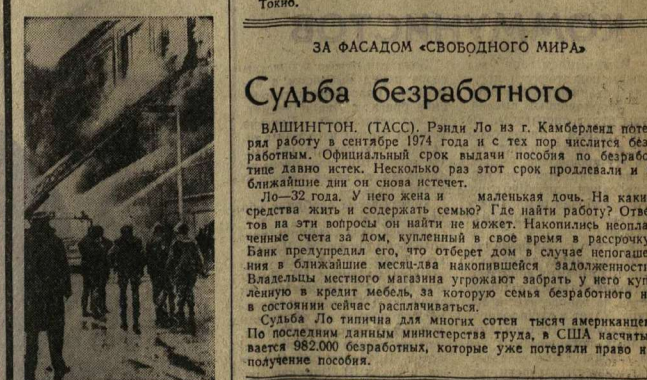 Токио.
ЗА ФАСАДОМ «СВОБОДНОГО МИРА»
Судьба безработного
ВАШИНГТОН. (ТАСС). Рэнди Ло из г. Камберленд поте
рял работу в сентябре 1974 года и с тех пор числится без
работным. Официальный срок выдачи пособия по безрабо
тице давно истек. Несколько раз этот срок продлевали и
ближайшие дни он снова истечет.
Ло—32 года. У него жена и маленькая дочь. На каки
средства жить и содержать семью? Где найти работу? Отве
тов на эти вопросы он найти не может. Накопились неопла
ченные счета за дом, купленный в свое время в рассрочку
Банк предупредил его, что отберет дом в случае непогаше
ния в ближайшие месяц-два накопившейся задолженност
Владельцы местного магазина угрожают забрать у него куп
ленную в кредит мебель, за которую семья безработного н
в состоянии сейчас расплачиваться.
Судьба Ло типична для многих сотен тысяч американце
По последним данным министерства труда, в США насчиты
вается 982.000 безработных, которые уже потеряли право н
получение пособия.